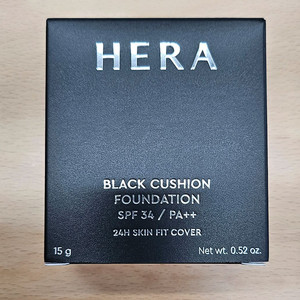 HERA
BLACK CUSHION
FOUNDATION
SPF 34 / PA++
24H SKIN FIT COVER
15 g Net wt. 0.52 oz.